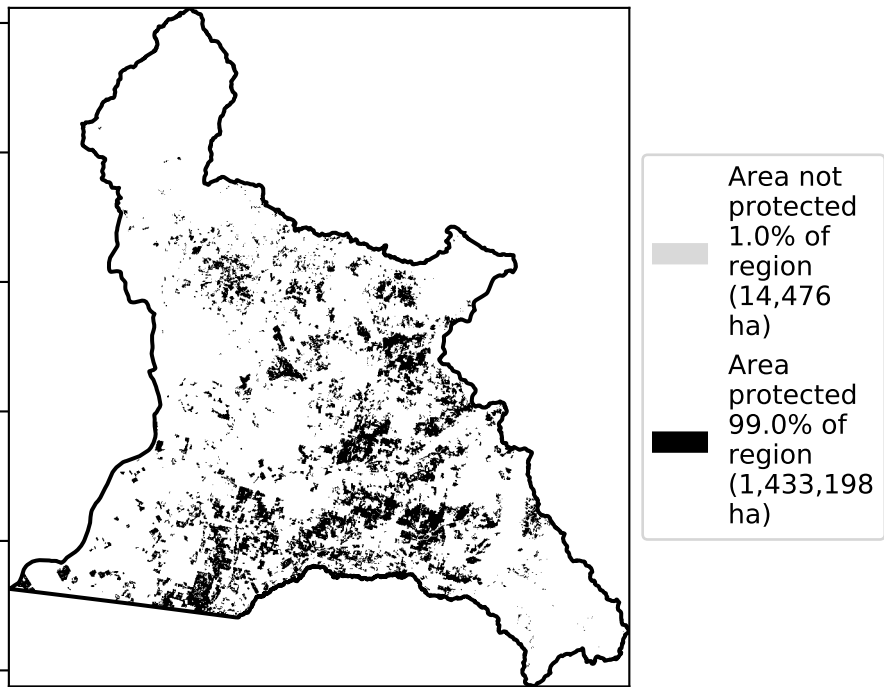 Area not
protected
1.0% of
region
(14,476
ha)
Area
protected
99.0% of
region
(1,433,198
ha)